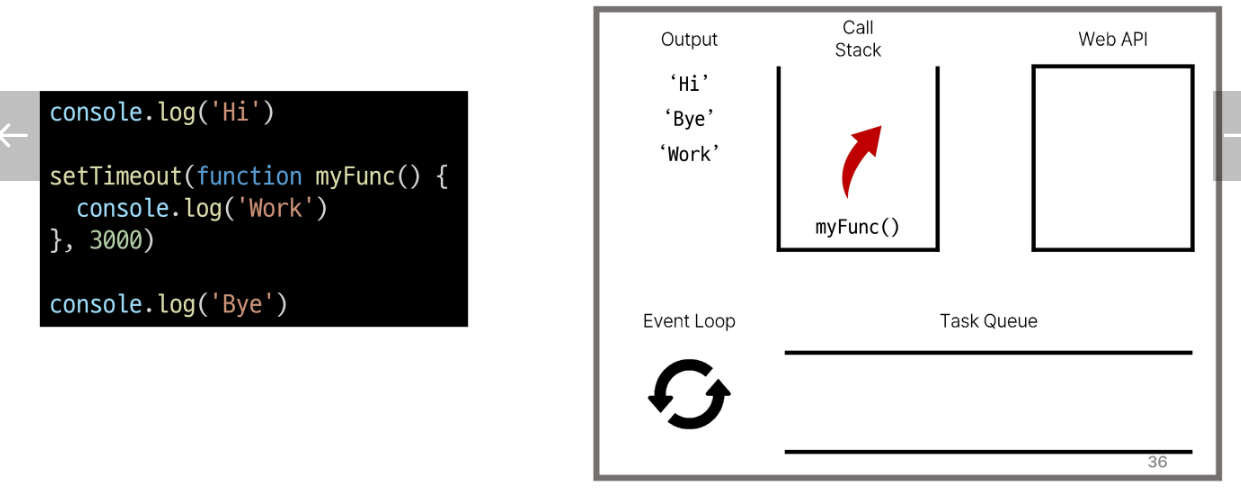 console.log('Hi')
setTimeout(function myFunc() {
  console.log('Work')
}, 3000)
console.log('Bye')
Output
Call
Stack
Web API
‘Hi’
‘Bye’
‘Work’
myFunc()
Event Loop
Task Queue
36